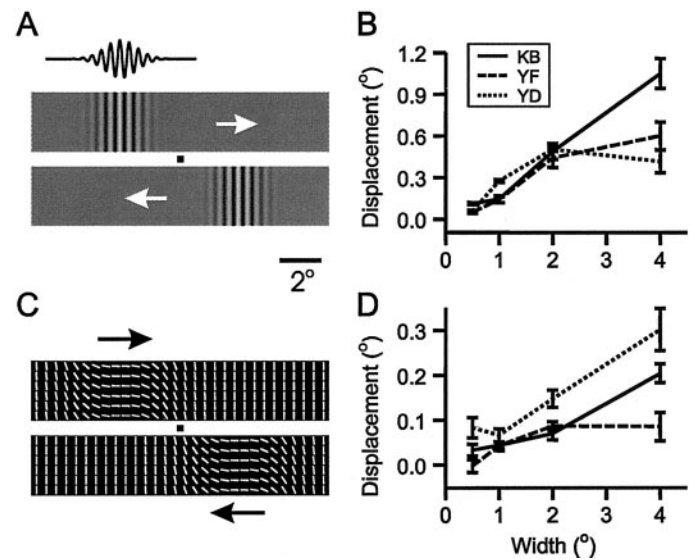 A
2°
B
Displacement (°)
1.2
0.9
0.6
0.3
0.0
KB
YF
YD
0 1 2 3 4
C
D
Displacement (°)
0.3
0.2
0.1
0.0
0 1 2 3 4
Width (°)